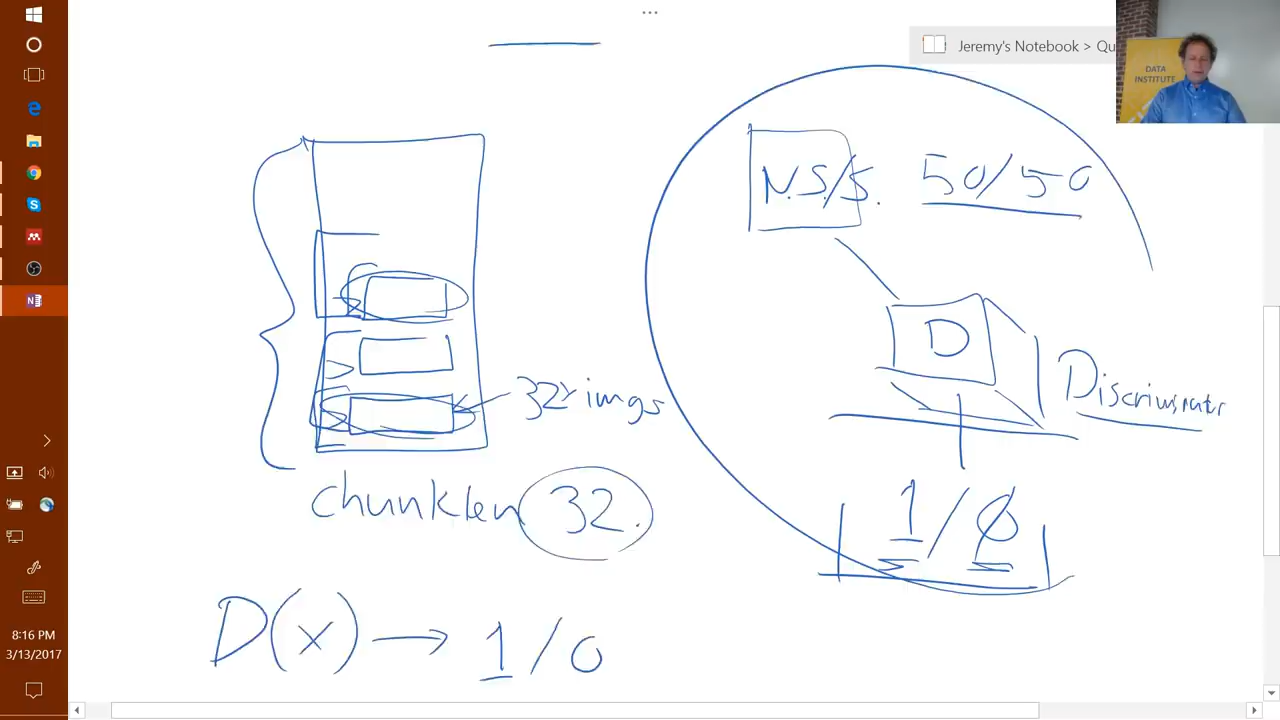 Jeremy's Notebook > Qu
DATA
INSTITUTE
N.S./S. 50/50
D
Discriminator
32 imgs
chunklen 32.
1/0
D(x) → 1/0
8:16 PM
3/13/2017